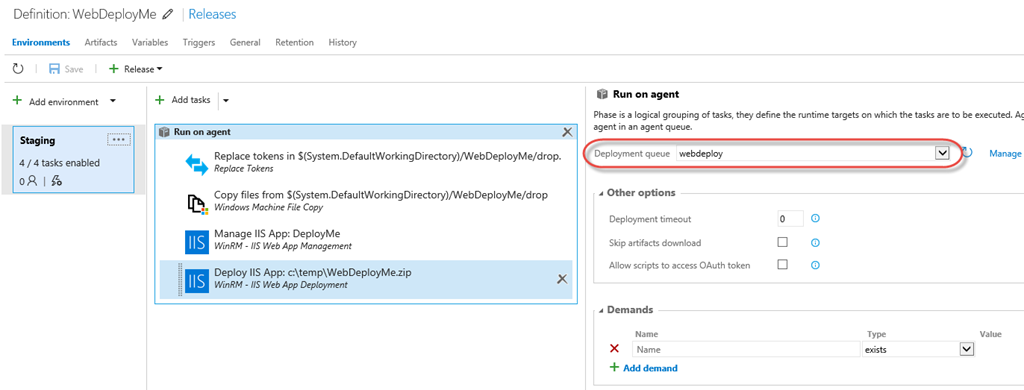 Definition: WebDeployMe | Releases
Environments Artifacts Variables Triggers General Retention History
Save Release
Add environment
Staging
4 / 4 tasks enabled
0
Add tasks
Run on agent
Replace tokens in $(System.DefaultWorkingDirectory)/WebDeployMe/drop.
Replace Tokens
Copy files from $(System.DefaultWorkingDirectory)/WebDeployMe/drop
Windows Machine File Copy
IIS
Manage IIS App: DeployMe
WinRM - IIS Web App Management
IIS
Deploy IIS App: c:\temp\WebDeployMe.zip
WinRM - IIS Web App Deployment
Run on agent
Phase is a logical grouping of tasks, they define the runtime targets on which the tasks are to be executed. Ag
agent in an agent queue.
Deployment queue webdeploy Manage
Other options
Deployment timeout 0
Skip artifacts download
Allow scripts to access OAuth token
Demands
Name Type Value
Name exists
Add demand